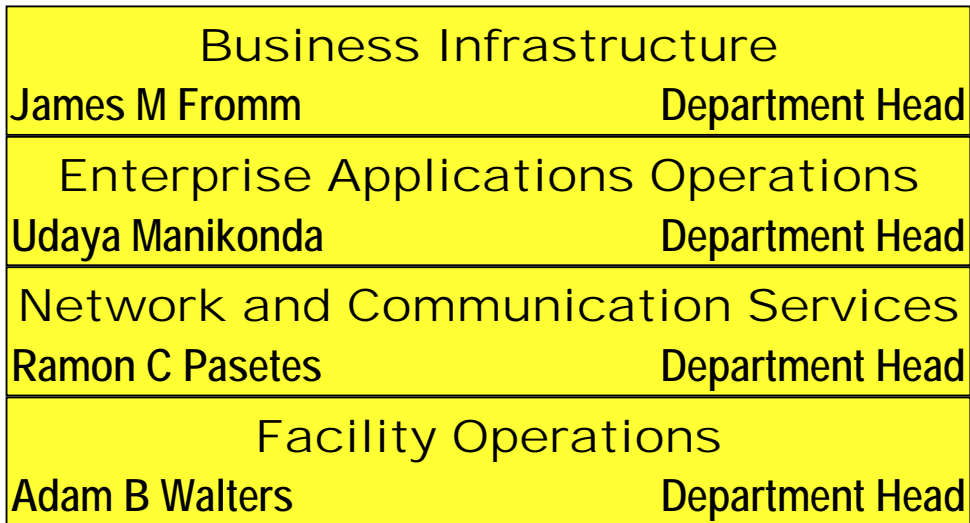 Business Infrastructure
James M Fromm Department Head
Enterprise Applications Operations
Udaya Manikonda Department Head
Network and Communication Services
Ramon C Pasetes Department Head
Facility Operations
Adam B Walters Department Head